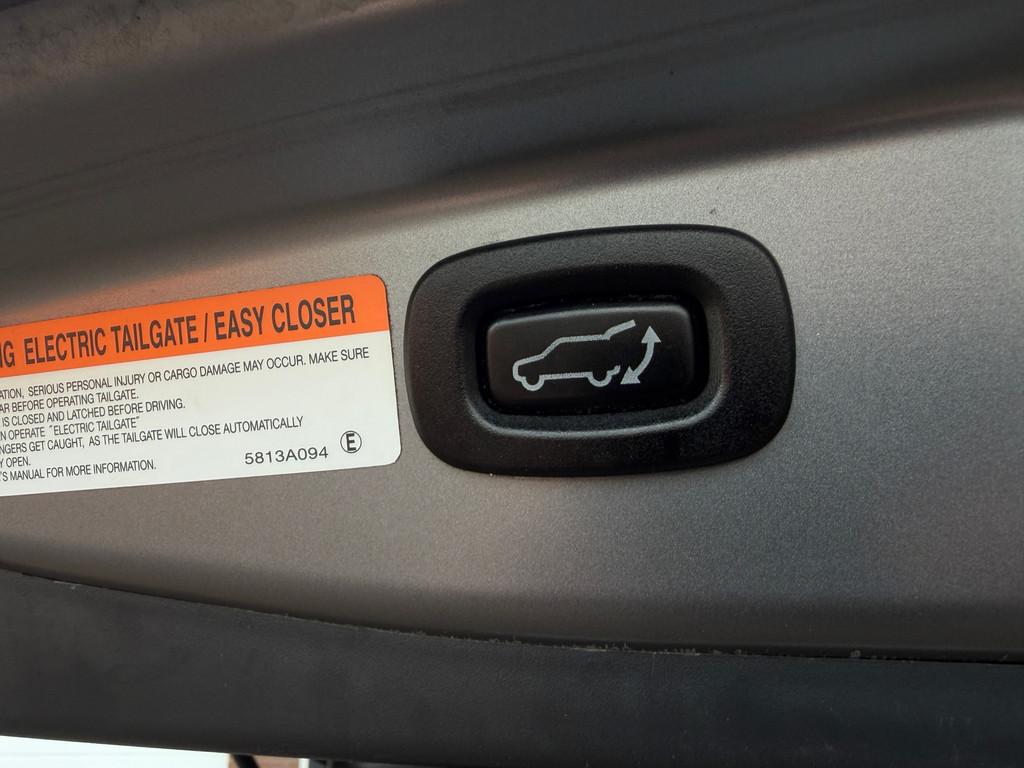 NG ELECTRIC TAILGATE / EASY CLOSER
ATION, SERIOUS PERSONAL INJURY OR CARGO DAMAGE MAY OCCUR. MAKE SURE
AR BEFORE OPERATING TAILGATE.
IS CLOSED AND LATCHED BEFORE DRIVING.
N OPERATE "ELECTRIC TAILGATE"
NGERS GET CAUGHT, AS THE TAILGATE WILL CLOSE AUTOMATICALLY
Y OPEN.
'S MANUAL FOR MORE INFORMATION.
5813A094 E